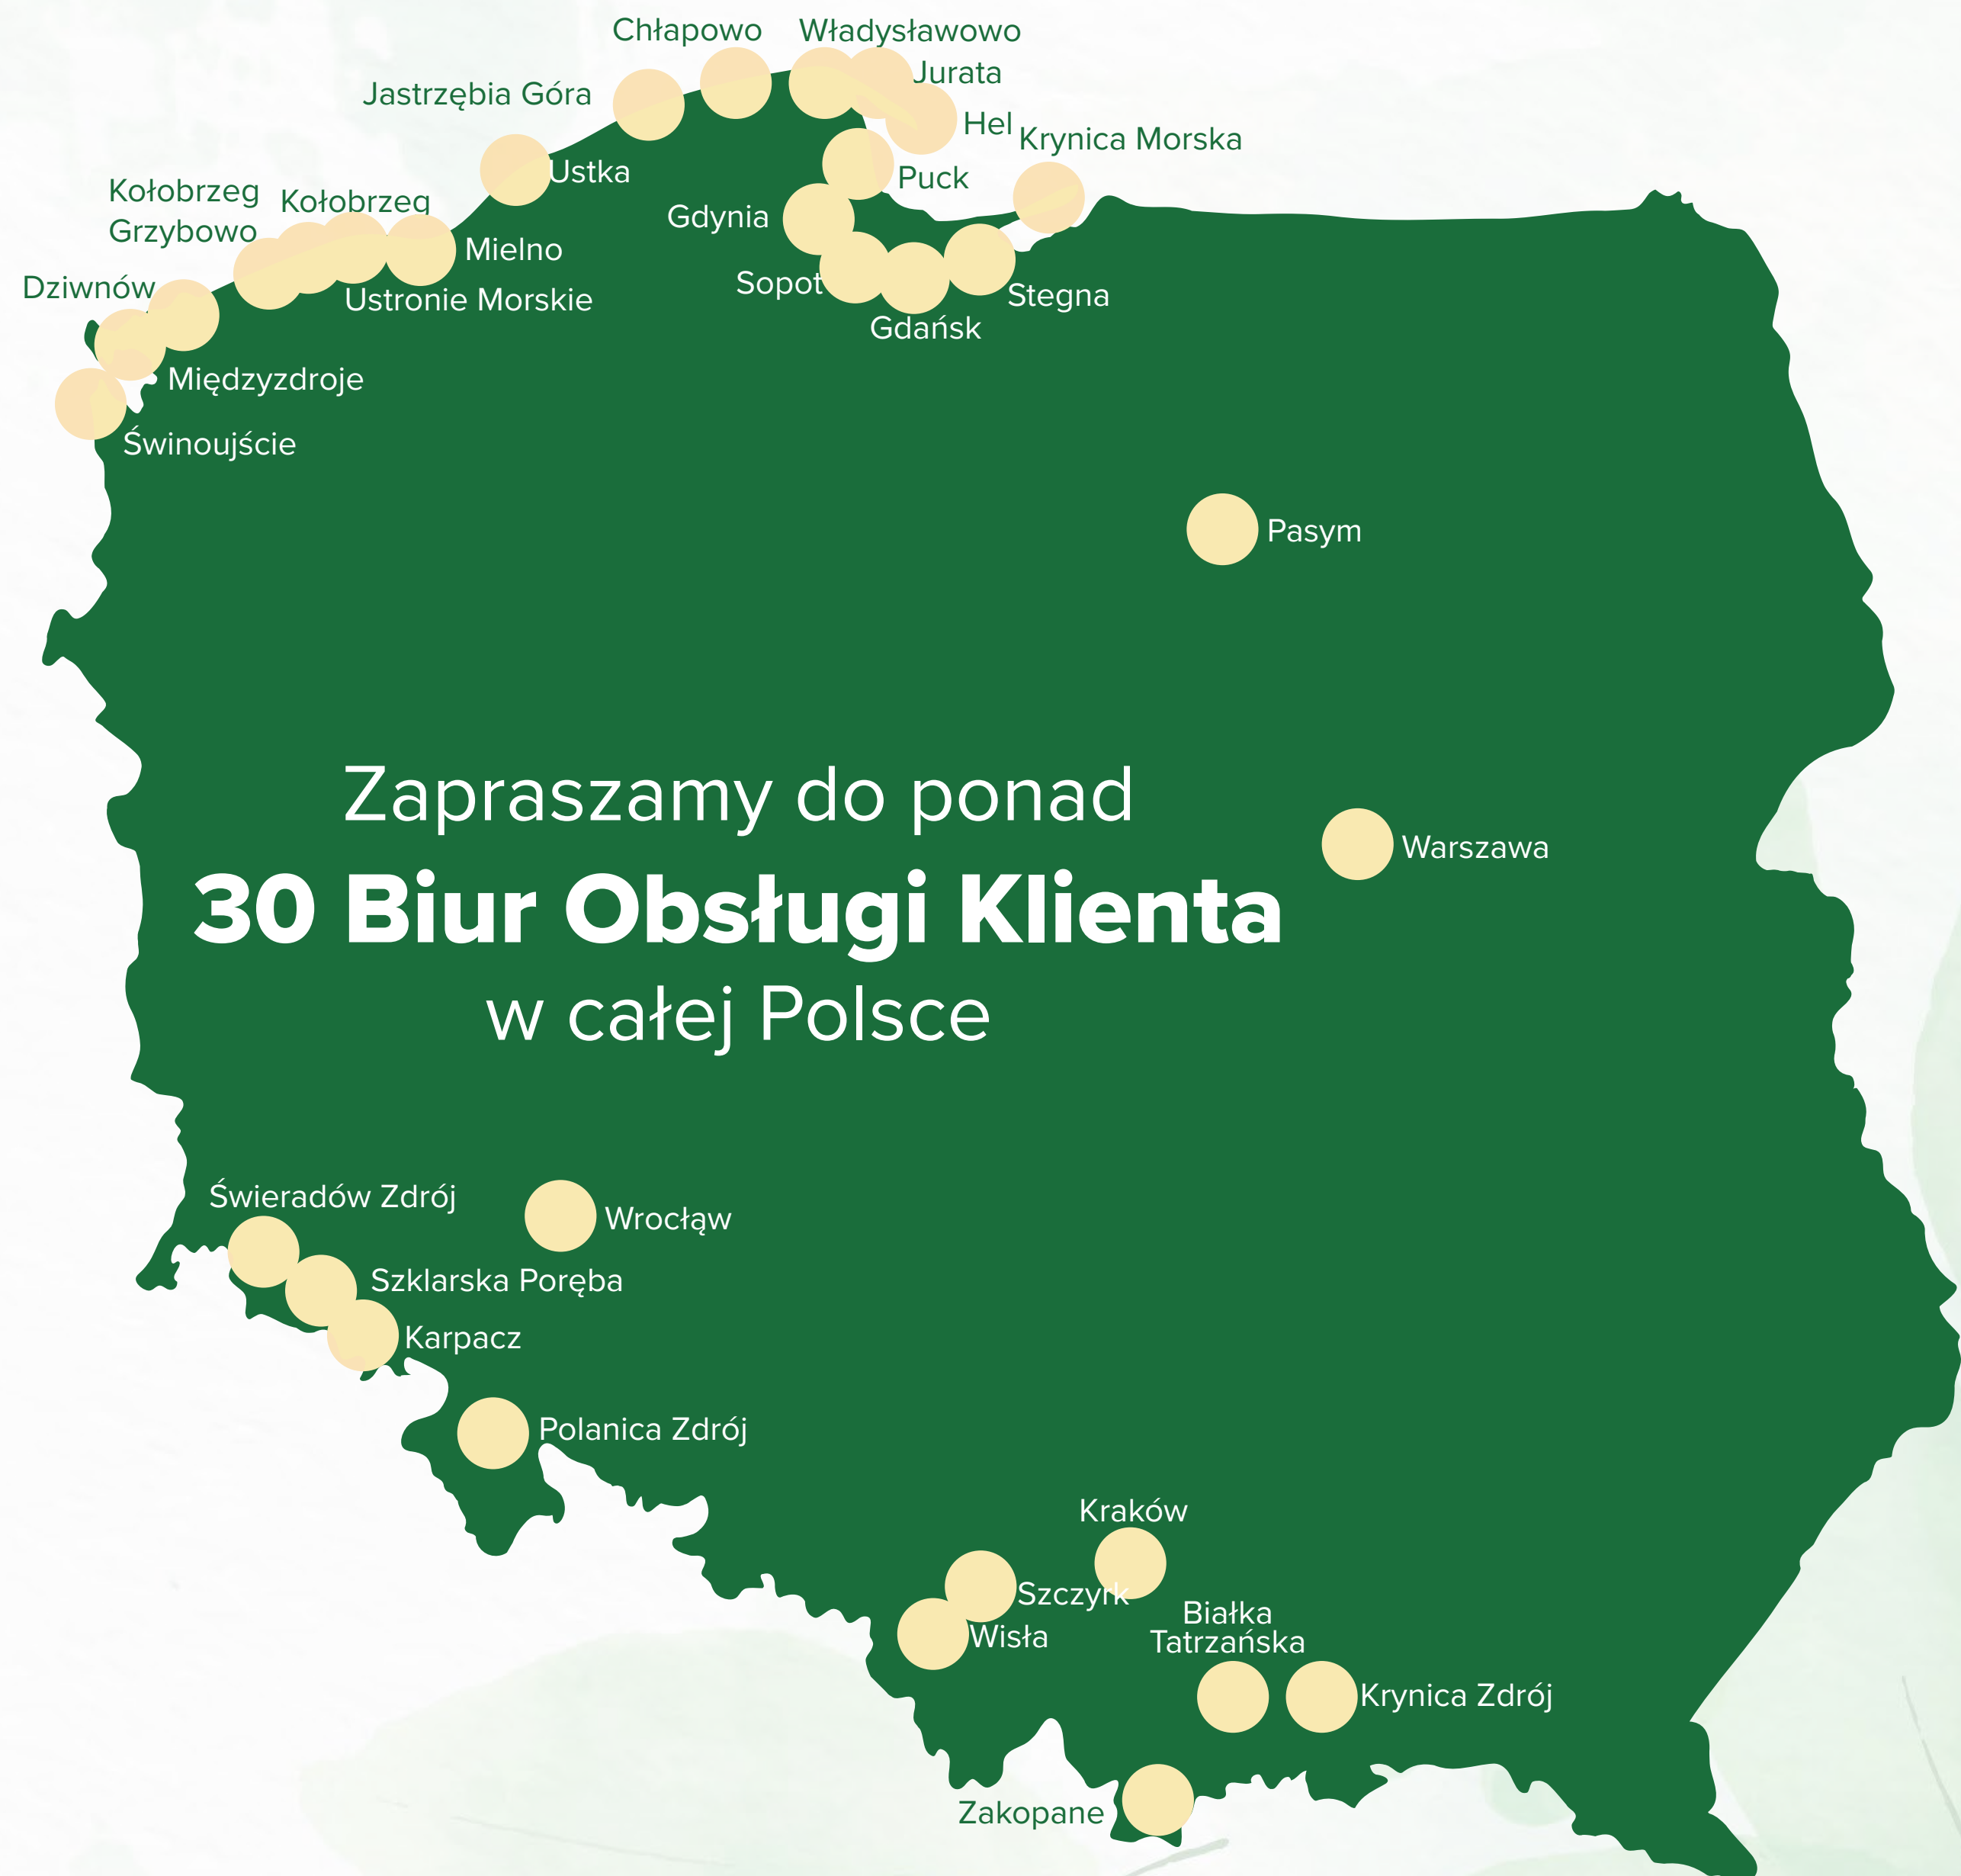 Chłapowo
Władysławowo
Jurata
Jastrzębia Góra
Hel
Krynica Morska
Ustka
Puck
Kołobrzeg
Grzybowo
Kołobrzeg
Gdynia
Mielno
Sopot
Dziwnów
Ustronie Morskie
Stegna
Gdańsk
Międzyzdroje
Świnoujście
Pasym
Zapraszamy do ponad
30 Biur Obsługi Klienta
w całej Polsce
Warszawa
Świeradów Zdrój
Wrocłąw
Szklarska Poręba
Karpacz
Polanica Zdrój
Kraków
Szczyrk
Wisła
Białka
Tatrzańska
Krynica Zdrój
Zakopane